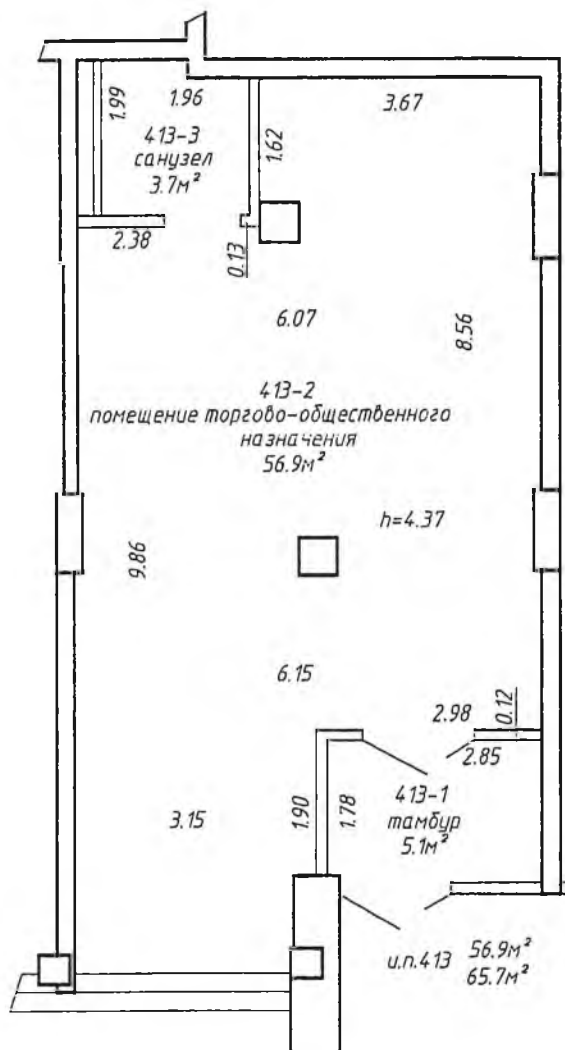 1.99
1.96
3.67
413-3
санузел
3.7м²
1.62
2.38
0.13
6.07
8.56
413-2
помещение торгово-общественного
назначения
56.9м²
h=4.37
9.86
6.15
2.98
0.12
2.85
3.15
1.90
1.78
413-1
тамбур
5.1м²
и.п.413 56.9м²
65.7м²